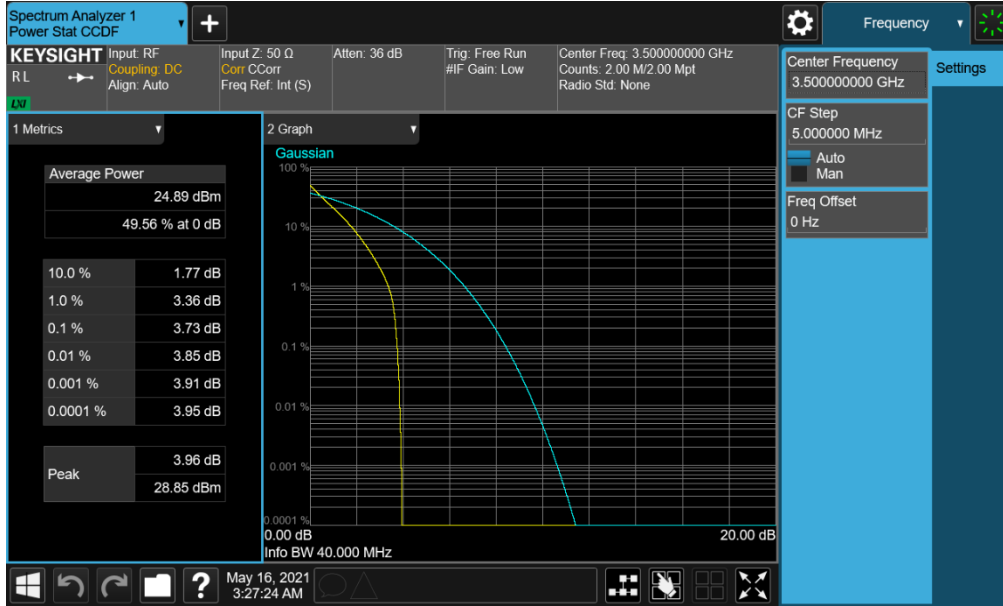 Spectrum Analyzer 1
Power Stat CCDF
Frequency
KEYSIGHT
RL
LXI
Input: RF
Coupling: DC
Align: Auto
Input Z: 50 Ω
Corr CCorr
Freq Ref: Int (S)
Atten: 36 dB
Trig: Free Run
#IF Gain: Low
Center Freq: 3.500000000 GHz
Counts: 2.00 M/2.00 Mpt
Radio Std: None
Center Frequency
3.500000000 GHz
Settings
CF Step
5.000000 MHz
Auto
Man
Freq Offset
0 Hz
1 Metrics
Average Power
24.89 dBm
49.56 % at 0 dB
10.0 % 1.77 dB
1.0 % 3.36 dB
0.1 % 3.73 dB
0.01 % 3.85 dB
0.001 % 3.91 dB
0.0001 % 3.95 dB
Peak
3.96 dB
28.85 dBm
2 Graph
Gaussian
100 %
10 %
1 %
0.1 %
0.01 %
0.001 %
0.0001 %
0.00 dB 20.00 dB
Info BW 40.000 MHz
?
May 16, 2021
3:27:24 AM